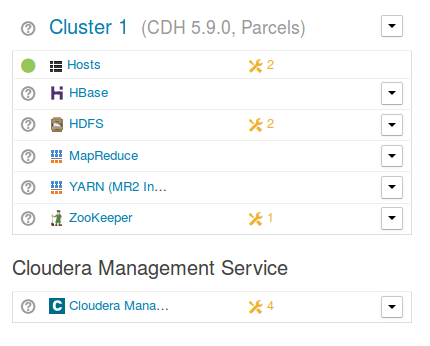 Cluster 1 (CDH 5.9.0, Parcels)
Hosts 2
HBase
HDFS 2
MapReduce
YARN (MR2 In...
ZooKeeper 1
Cloudera Management Service
Cloudera Mana... 4